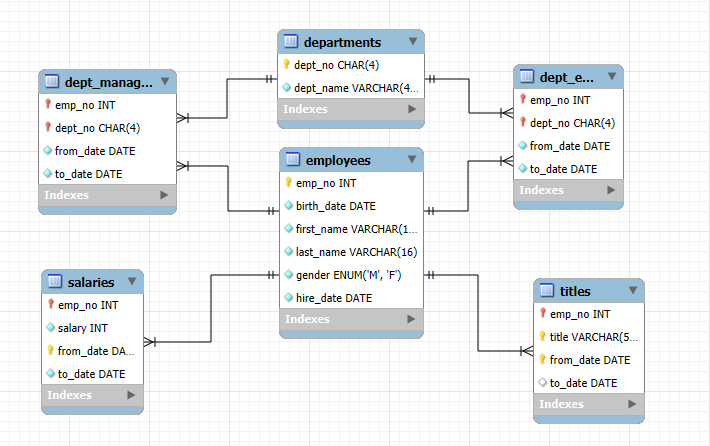 departments
dept_no CHAR(4)
dept_name VARCHAR(4...
Indexes
dept_manag...
emp_no INT
dept_no CHAR(4)
from_date DATE
to_date DATE
Indexes
dept_e...
emp_no INT
dept_no CHAR(4)
from_date DATE
to_date DATE
Indexes
employees
emp_no INT
birth_date DATE
first_name VARCHAR(1...
last_name VARCHAR(16)
gender ENUM('M', 'F')
hire_date DATE
Indexes
salaries
emp_no INT
salary INT
from_date DA...
to_date DATE
Indexes
titles
emp_no INT
title VARCHAR(5...
from_date DATE
to_date DATE
Indexes